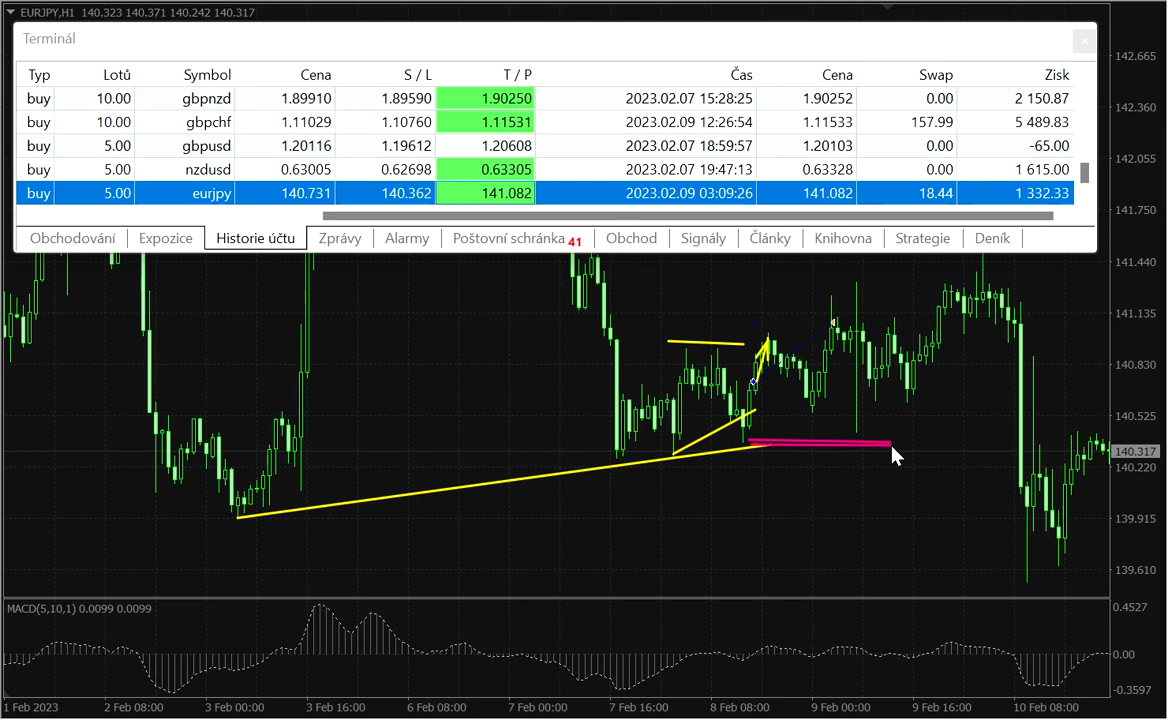 EURJPY,H1 140.323 140.371 140.242 140.317
Terminál
Typ Lotů Symbol Cena S / L T / P Čas Cena Swap Zisk
buy 10.00 gbpnzd 1.89910 1.89590 1.90250 2023.02.07 15:28:25 1.90252 0.00 2 150.87
buy 10.00 gbpchf 1.11029 1.10760 1.11531 2023.02.09 12:26:54 1.11533 157.99 5 489.83
buy 5.00 gbpusd 1.20116 1.19612 1.20608 2023.02.07 18:59:57 1.20103 0.00 -65.00
buy 5.00 nzdusd 0.63005 0.62698 0.63305 2023.02.07 19:47:13 0.63328 0.00 1 615.00
buy 5.00 eurjpy 140.731 140.362 141.082 2023.02.09 03:09:26 141.082 18.44 1 332.33
Obchodování Expozice Historie účtu Zprávy Alarmy Poštovní schránka 41 Obchod Signály Články Knihovna Strategie Deník
142.665
142.360
142.055
141.750
141.440
141.135
140.830
140.525
140.317
140.220
139.915
139.610
MACD(5,10,1) 0.0099 0.0099
0.4527
0.00
-0.3597
1 Feb 2023 2 Feb 08:00 3 Feb 00:00 3 Feb 16:00 6 Feb 08:00 7 Feb 00:00 7 Feb 16:00 8 Feb 08:00 9 Feb 00:00 9 Feb 16:00 10 Feb 08:00